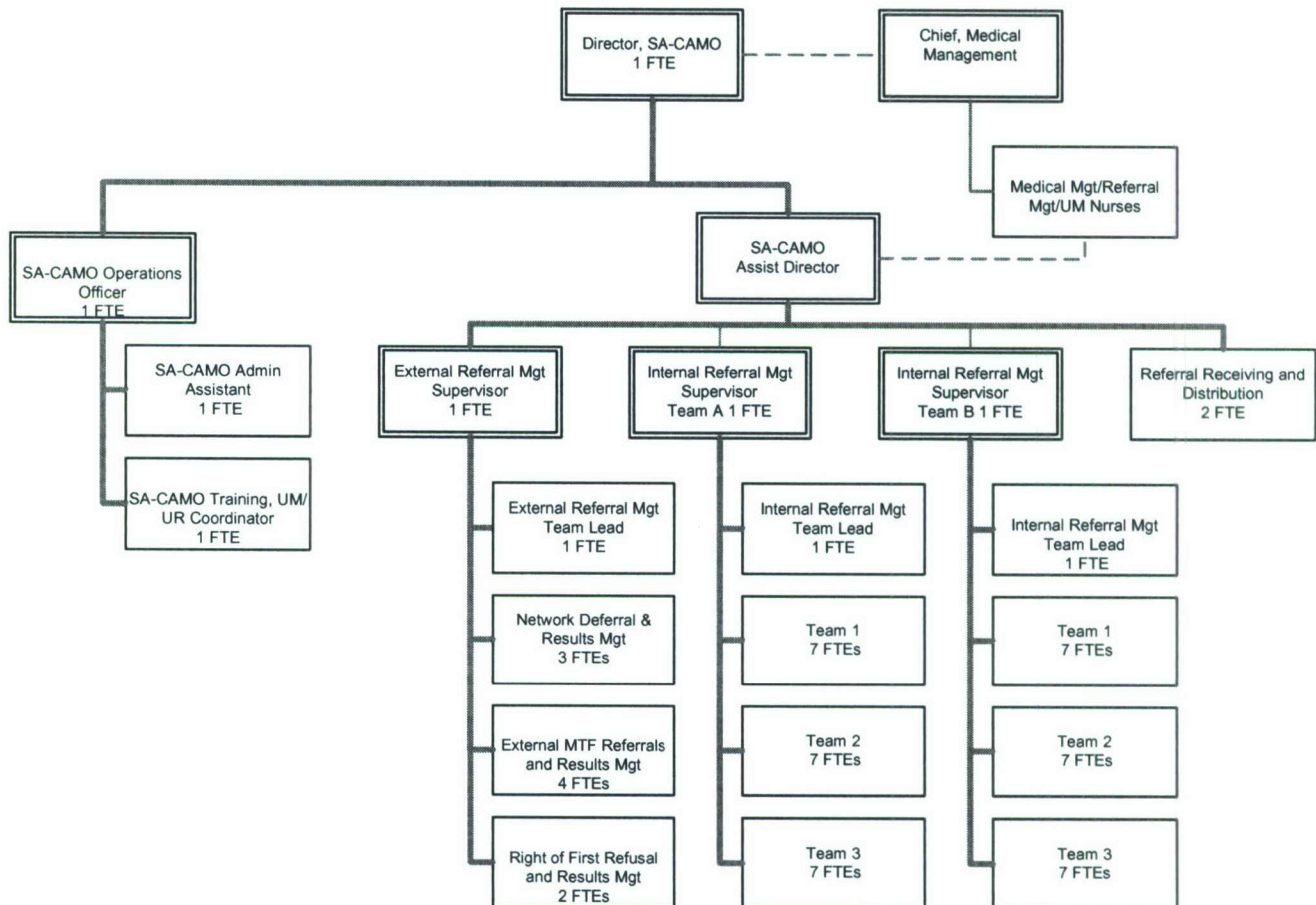 Director, SA-CAMO
1 FTE
Chief, Medical
Management
Medical Mgt/Referral
Mgt/UM Nurses
SA-CAMO Operations
Officer
1 FTE
SA-CAMO
Assist Director
SA-CAMO Admin
Assistant
1 FTE
SA-CAMO Training, UM/
UR Coordinator
1 FTE
External Referral Mgt
Supervisor
1 FTE
Internal Referral Mgt
Supervisor
Team A 1 FTE
Internal Referral Mgt
Supervisor
Team B 1 FTE
Referral Receiving and
Distribution
2 FTE
External Referral Mgt
Team Lead
1 FTE
Network Deferral &
Results Mgt
3 FTEs
External MTF Referrals
and Results Mgt
4 FTEs
Right of First Refusal
and Results Mgt
2 FTEs
Internal Referral Mgt
Team Lead
1 FTE
Team 1
7 FTEs
Team 2
7 FTEs
Team 3
7 FTEs
Internal Referral Mgt
Team Lead
1 FTE
Team 1
7 FTEs
Team 2
7 FTEs
Team 3
7 FTEs